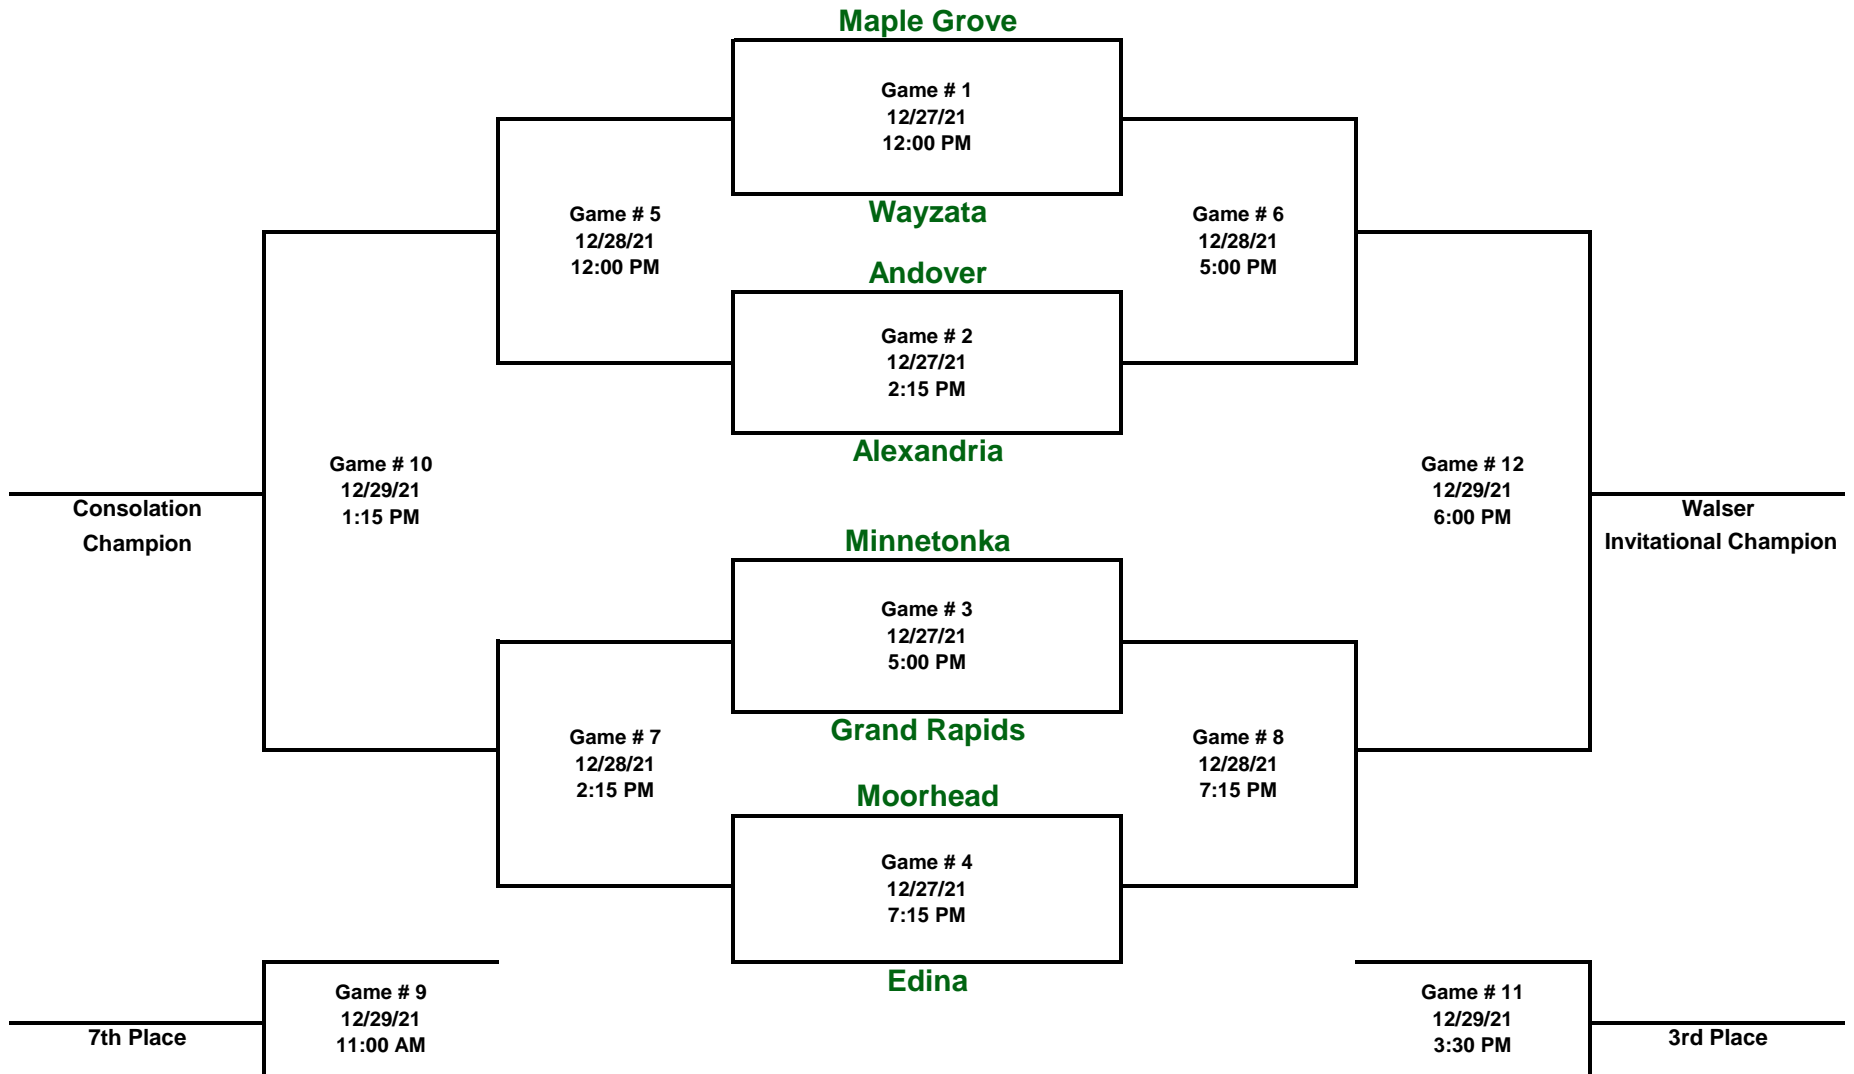 Maple Grove
Game # 1
12/27/21
12:00 PM
Wayzata
Game # 5
12/28/21
12:00 PM
Game # 6
12/28/21
5:00 PM
Andover
Game # 2
12/27/21
2:15 PM
Alexandria
Game # 10
12/29/21
1:15 PM
Consolation
Champion
Game # 12
12/29/21
6:00 PM
Walser
Invitational Champion
Minnetonka
Game # 3
12/27/21
5:00 PM
Grand Rapids
Game # 7
12/28/21
2:15 PM
Game # 8
12/28/21
7:15 PM
Moorhead
Game # 4
12/27/21
7:15 PM
Edina
Game # 9
12/29/21
11:00 AM
7th Place
Game # 11
12/29/21
3:30 PM
3rd Place